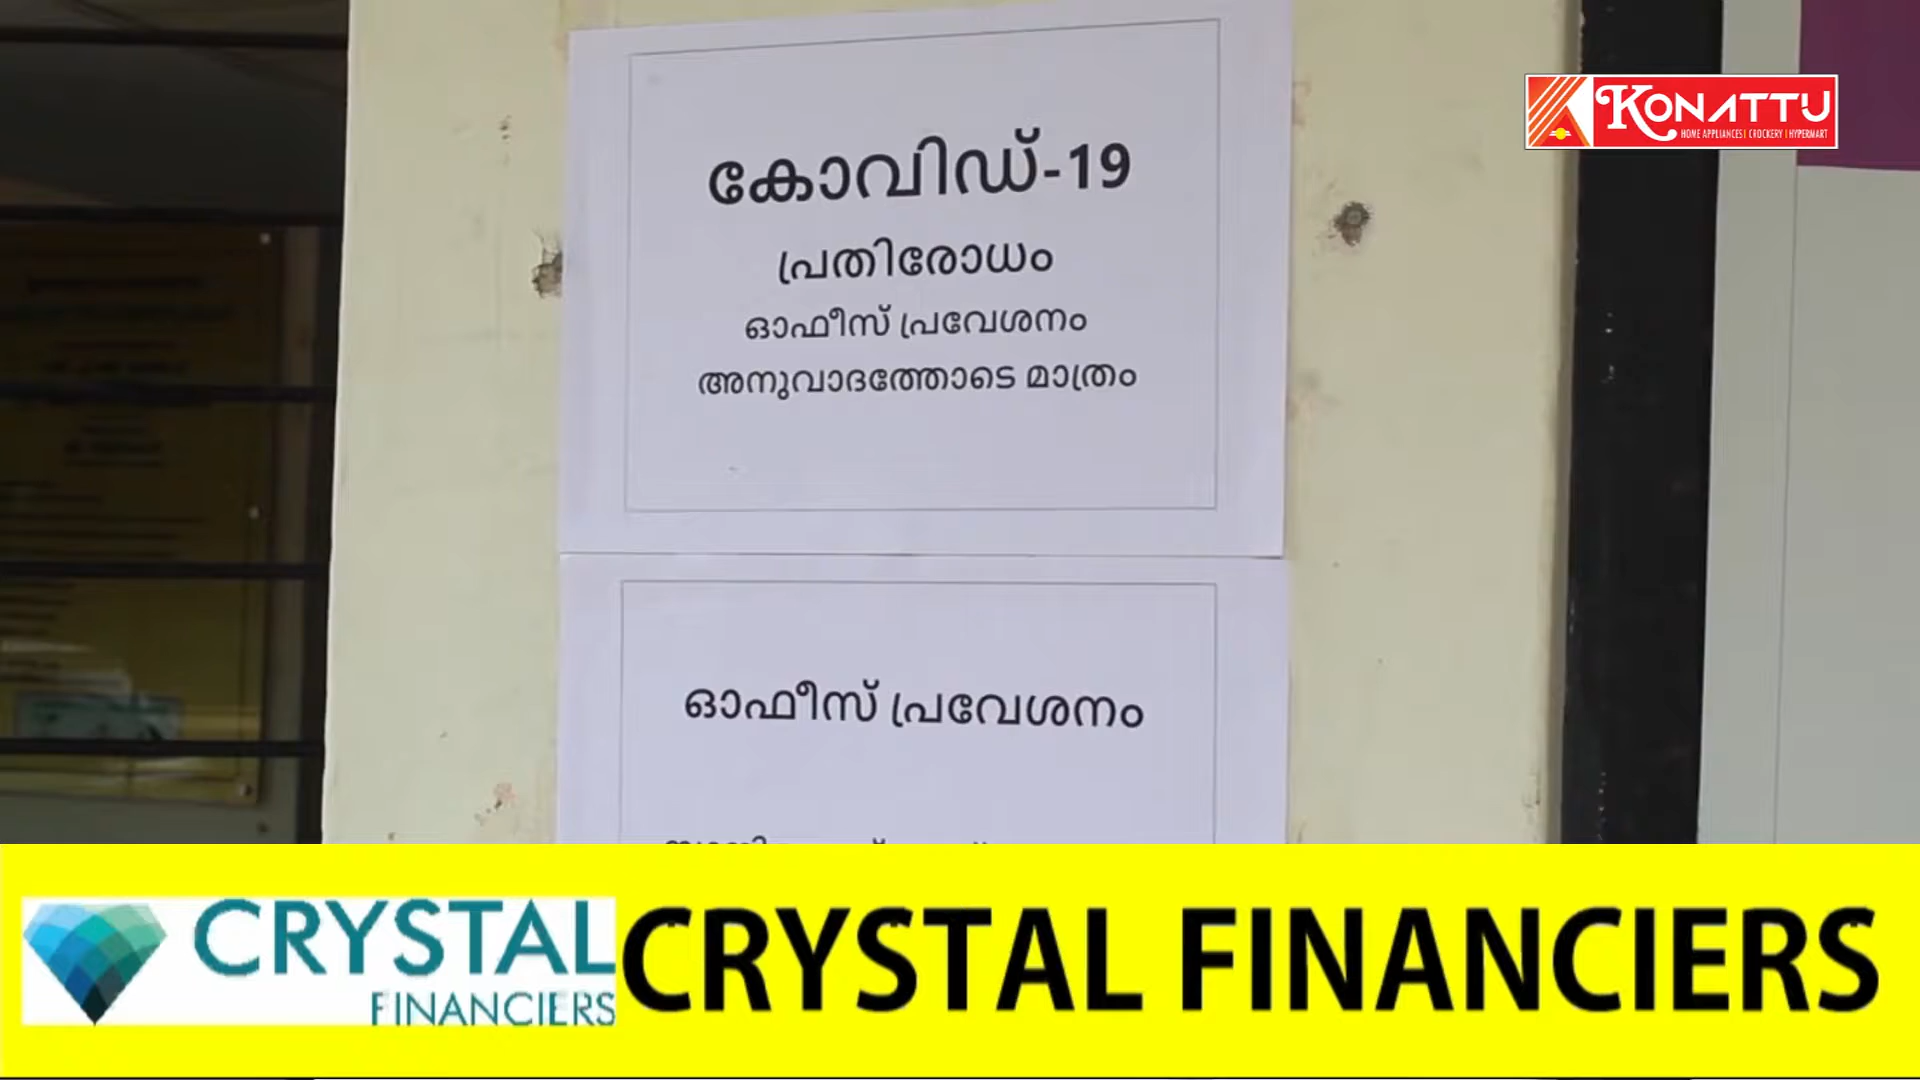 കോവിഡ്-19
പ്രതിരോധം
ഓഫീസ് പ്രവേശനം
അനുവാദത്തോടെ മാത്രം
ഓഫീസ് പ്രവേശനം
KONATTU
HOME APPLIANCES | CROCKERY | HYPERMART
CRYSTAL
FINANCIERS
CRYSTAL FINANCIERS